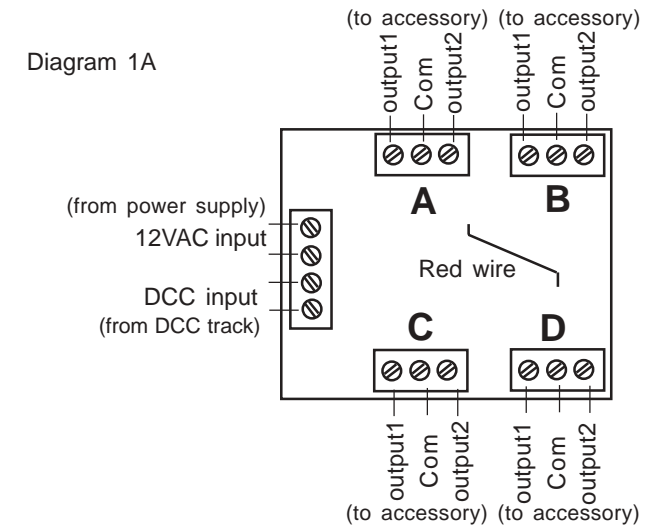 (to accessory) (to accessory)
Diagram 1A
output1
Com
output2
output1
Com
output2
A
B
(from power supply)
12VAC input
Red wire
DCC input
(from DCC track)
C
D
output1
Com
output2
output1
Com
output2
(to accessory) (to accessory)